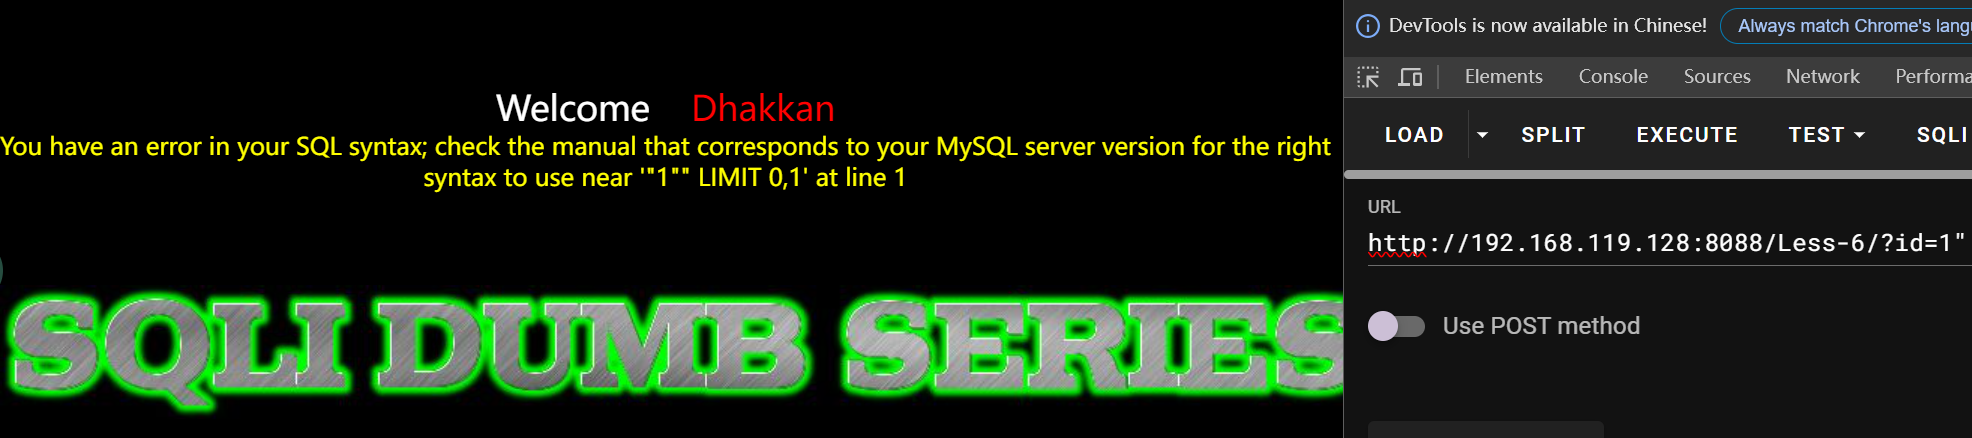 Welcome Dhakkan
You have an error in your SQL syntax; check the manual that corresponds to your MySQL server version for the right
syntax to use near '"1"" LIMIT 0,1' at line 1
SQLI DUMB SERIES
DevTools is now available in Chinese! Always match Chrome's lang
Elements Console Sources Network Performa
LOAD SPLIT EXECUTE TEST SQLI
URL
http://192.168.119.128:8088/Less-6/?id=1"
Use POST method